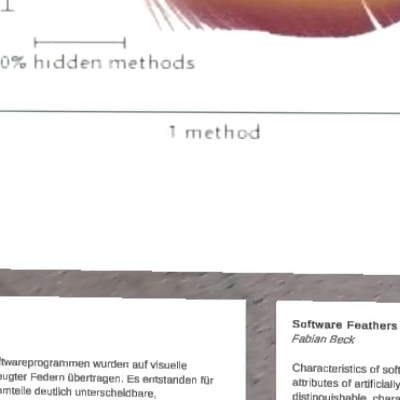 0% hidden methods
1 method
ftwareprogrammen wurden auf visuelle
eugter Federn übertragen. Es entstanden für
amteile deutlich unterscheidbare,
Software Feathers
Fabian Beck
Characteristics of soft
attributes of artificially
distinguishable, chara